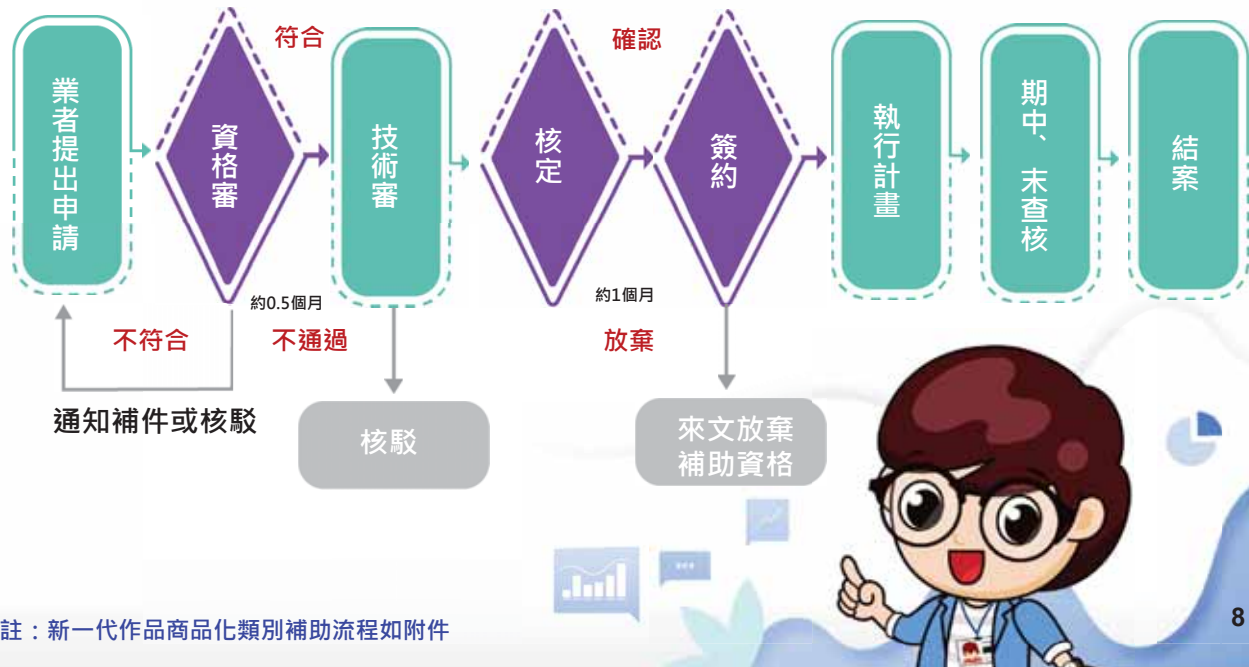 業者提出申請
資格審
符合
技術審
核定
確認
簽約
執行計畫
期中、末查核
結案
約0.5個月
約1個月
不符合
不通過
放棄
通知補件或核駁
核駁
來文放棄
補助資格
註：新一代作品商品化類別補助流程如附件
8